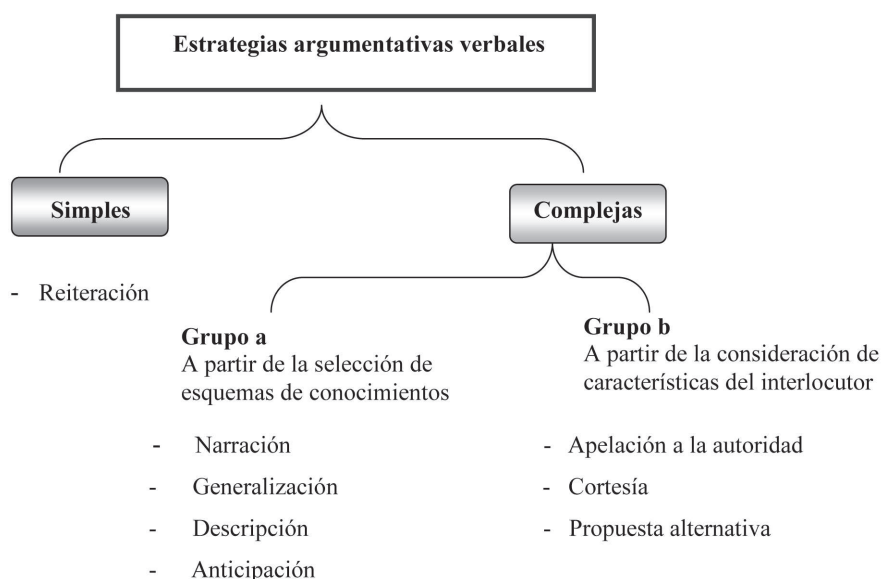 Estrategias argumentativas verbales
Simples
Complejas
- Reiteración
Grupo a
A partir de la selección de
esquemas de conocimientos
- Narración
- Generalización
- Descripción
- Anticipación
Grupo b
A partir de la consideración de
características del interlocutor
- Apelación a la autoridad
- Cortesía
- Propuesta alternativa